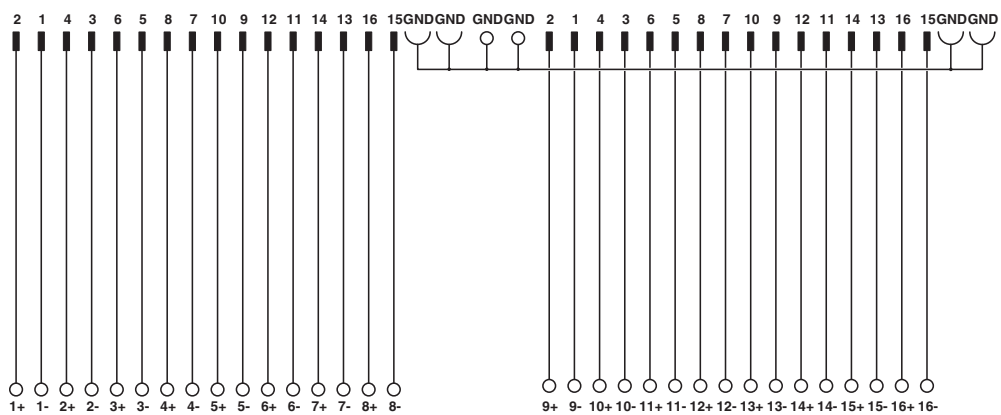 2 1 4 3 6 5 8 7 10 9 12 11 14 13 16 15 GND GND GND GND 2 1 4 3 6 5 8 7 10 9 12 11 14 13 16 15 GND GND
1+ 1- 2+ 2- 3+ 3- 4+ 4- 5+ 5- 6+ 6- 7+ 7- 8+ 8- 9+ 9- 10+ 10- 11+ 11- 12+ 12- 13+ 13- 14+ 14- 15+ 15- 16+ 16-